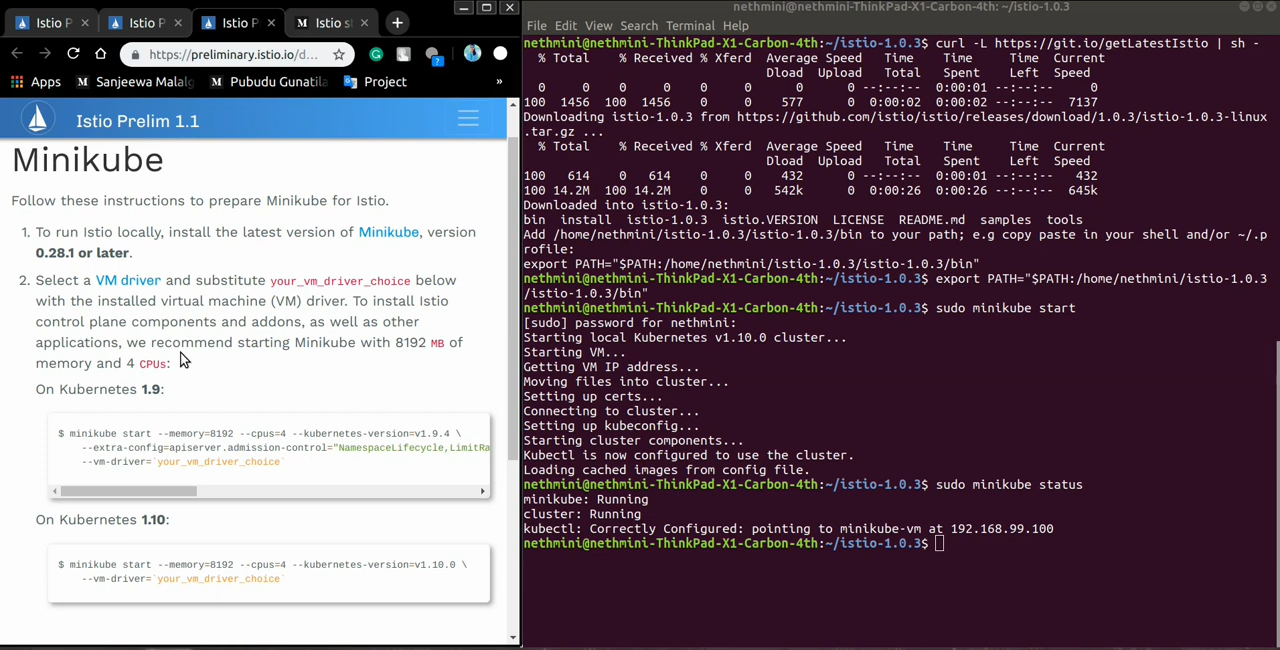 Istio P
Istio P
Istio P
M Istio s
https://preliminary.istio.io/d...
Apps
M Sanjeewa Malalg
M Pubudu Gunatila
Project
»
Istio Prelim 1.1
Minikube
Follow these instructions to prepare Minikube for Istio.
1. To run Istio locally, install the latest version of Minikube, version
0.28.1 or later.
2. Select a VM driver and substitute your_vm_driver_choice below
with the installed virtual machine (VM) driver. To install Istio
control plane components and addons, as well as other
applications, we recommend starting Minikube with 8192 MB of
memory and 4 CPUs:
On Kubernetes 1.9:
$ minikube start --memory=8192 --cpus=4 --kubernetes-version=v1.9.4 \
--extra-config=apiserver.admission-control="NamespaceLifecycle,LimitRa
--vm-driver=`your_vm_driver_choice`
On Kubernetes 1.10:
$ minikube start --memory=8192 --cpus=4 --kubernetes-version=v1.10.0 \
--vm-driver=`your_vm_driver_choice`
nethmini@nethmini-ThinkPad-X1-Carbon-4th: ~/istio-1.0.3
File Edit View Search Terminal Help
nethmini@nethmini-ThinkPad-X1-Carbon-4th:~/istio-1.0.3$ curl -L https://git.io/getLatestIstio | sh -
% Total % Received % Xferd Average Speed Time Time Time Current
Dload Upload Total Spent Left Speed
0 0 0 0 0 0 0 0 --:--:-- 0:00:01 --:--:-- 0
100 1456 100 1456 0 0 577 0 0:00:02 0:00:02 --:--:-- 7137
Downloading istio-1.0.3 from https://github.com/istio/istio/releases/download/1.0.3/istio-1.0.3-linux
.tar.gz ...
% Total % Received % Xferd Average Speed Time Time Time Current
Dload Upload Total Spent Left Speed
100 614 0 614 0 0 432 0 --:--:-- 0:00:01 --:--:-- 432
100 14.2M 100 14.2M 0 0 542k 0 0:00:26 0:00:26 --:--:-- 645k
Downloaded into istio-1.0.3:
bin install istio-1.0.3 istio.VERSION LICENSE README.md samples tools
Add /home/nethmini/istio-1.0.3/istio-1.0.3/bin to your path; e.g copy paste in your shell and/or ~/.p
rofile:
export PATH="$PATH:/home/nethmini/istio-1.0.3/istio-1.0.3/bin"
nethmini@nethmini-ThinkPad-X1-Carbon-4th:~/istio-1.0.3$ export PATH="$PATH:/home/nethmini/istio-1.0.3
/istio-1.0.3/bin"
nethmini@nethmini-ThinkPad-X1-Carbon-4th:~/istio-1.0.3$ sudo minikube start
[sudo] password for nethmini:
Starting local Kubernetes v1.10.0 cluster...
Starting VM...
Getting VM IP address...
Moving files into cluster...
Setting up certs...
Connecting to cluster...
Setting up kubeconfig...
Starting cluster components...
Kubectl is now configured to use the cluster.
Loading cached images from config file.
nethmini@nethmini-ThinkPad-X1-Carbon-4th:~/istio-1.0.3$ sudo minikube status
minikube: Running
cluster: Running
kubectl: Correctly Configured: pointing to minikube-vm at 192.168.99.100
nethmini@nethmini-ThinkPad-X1-Carbon-4th:~/istio-1.0.3$